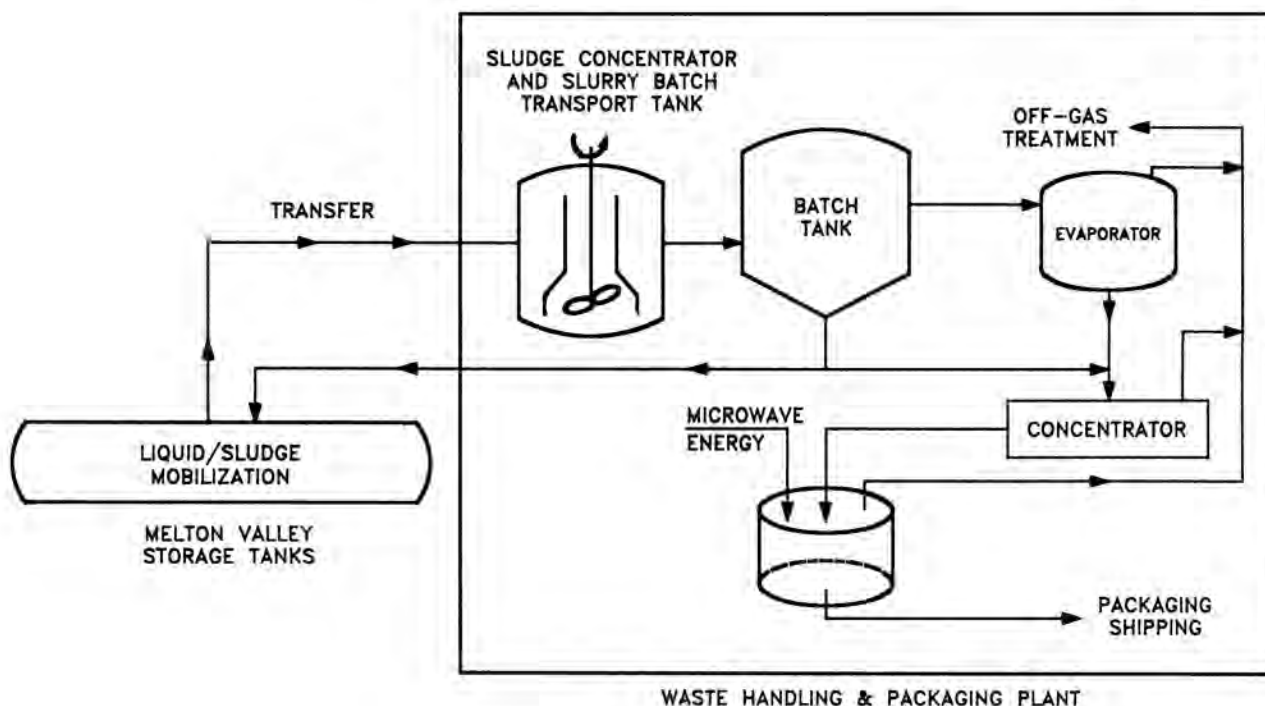 SLUDGE CONCENTRATOR
AND SLURRY BATCH
TRANSPORT TANK
OFF-GAS
TREATMENT
TRANSFER
BATCH
TANK
EVAPORATOR
MICROWAVE
ENERGY
CONCENTRATOR
LIQUID/SLUDGE
MOBILIZATION
MELTON VALLEY
STORAGE TANKS
PACKAGING
SHIPPING
WASTE HANDLING & PACKAGING PLANT